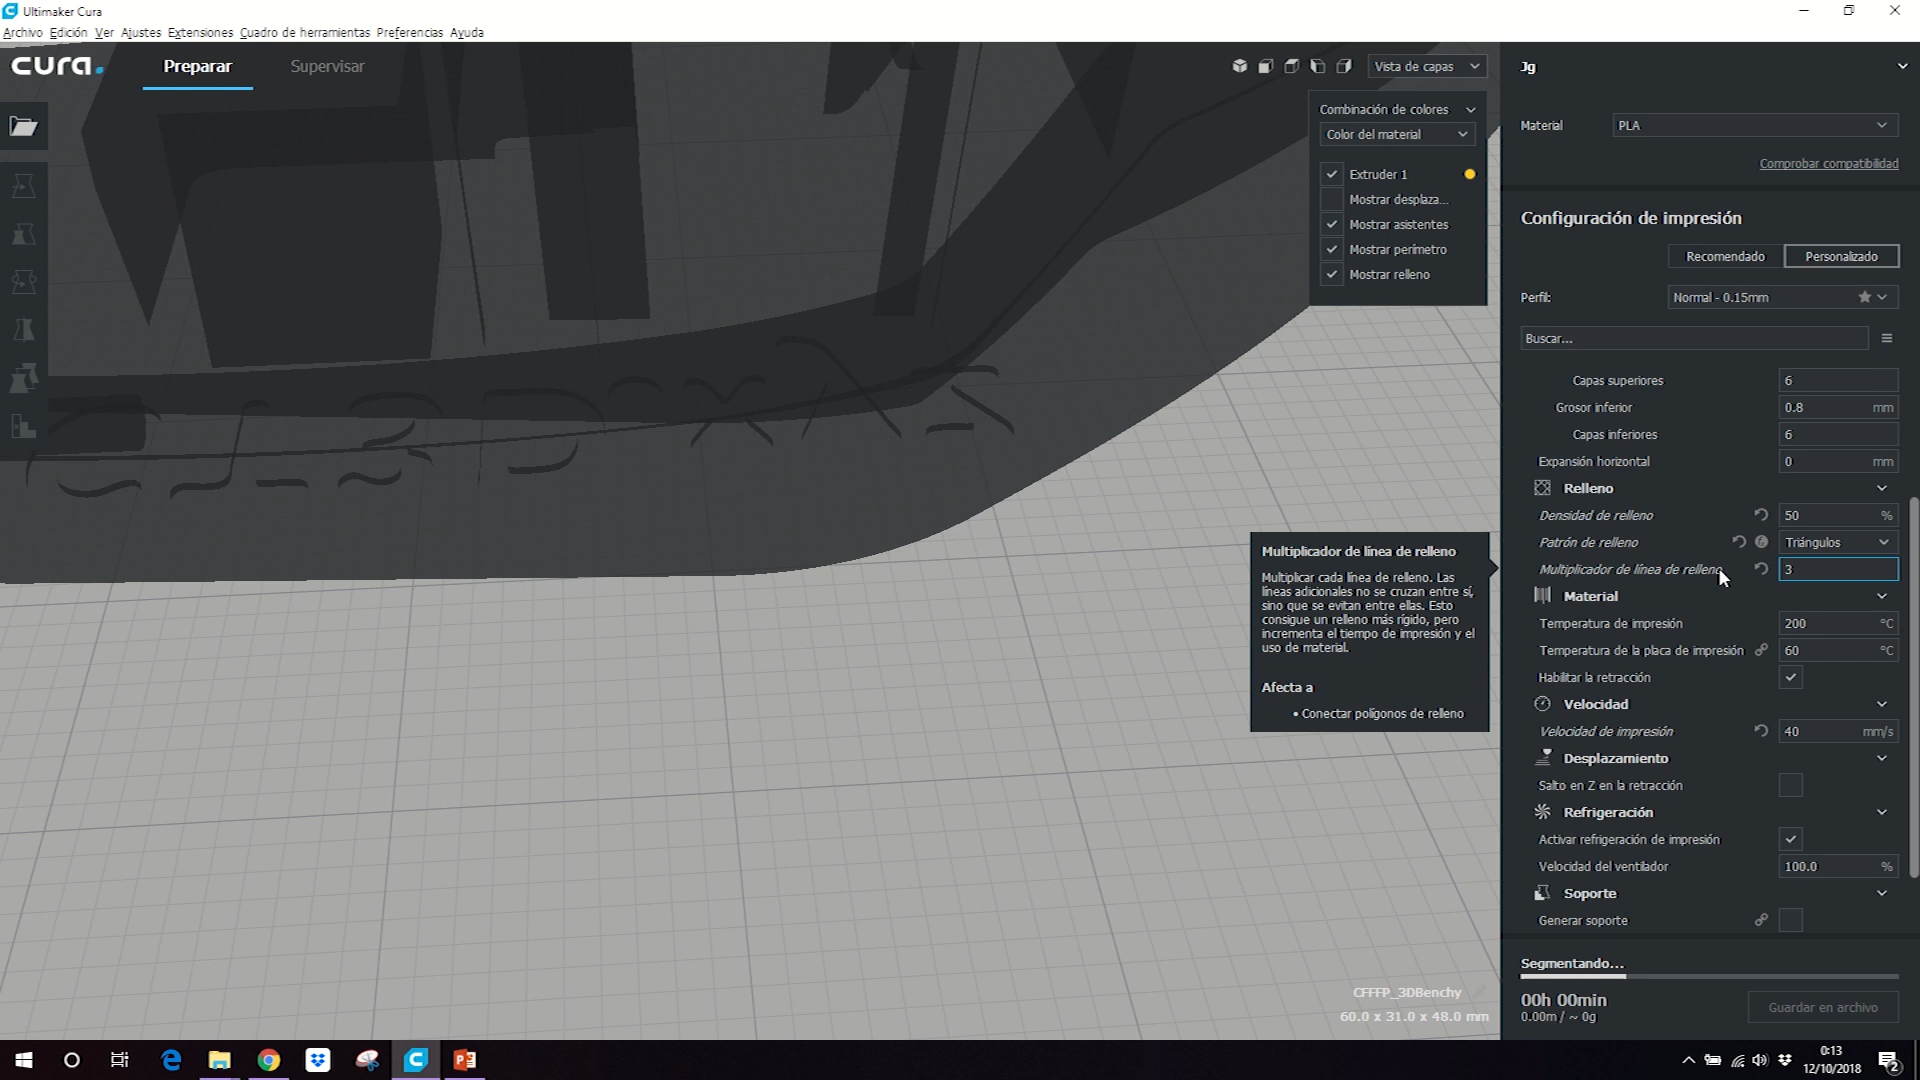 Ultimaker Cura
Archivo Edición Ver Ajustes Extensiones Cuadro de herramientas Preferencias Ayuda
cura.
Preparar
Supervisar
Vista de capas
Combinación de colores
Color del material
Extruder 1
Mostrar desplaza...
Mostrar asistentes
Mostrar perímetro
Mostrar relleno
Jg
Material
PLA
Comprobar compatibilidad
Configuración de impresión
Recomendado
Personalizado
Perfil:
Normal - 0.15mm
Buscar...
Capas superiores
6
Grosor inferior
0.8 mm
Capas inferiores
6
Expansión horizontal
0 mm
Relleno
Densidad de relleno
50 %
Patrón de relleno
Triángulos
Multiplicador de línea de relleno
3
Material
Temperatura de impresión
200 °C
Temperatura de la placa de impresión
60 °C
Habilitar la retracción
Velocidad
Velocidad de impresión
40 mm/s
Desplazamiento
Salto en Z en la retracción
Refrigeración
Activar refrigeración de impresión
Velocidad del ventilador
100.0 %
Soporte
Generar soporte
Multiplicador de línea de relleno
Multiplicar cada línea de relleno. Las
líneas adicionales no se cruzan entre sí,
sino que se evitan entre ellas. Esto
consigue un relleno más rígido, pero
incrementa el tiempo de impresión y el
uso de material.
Afecta a
• Conectar polígonos de relleno
CFFFP_3DBenchy
60.0 x 31.0 x 48.0 mm
Segmentando...
00h 00min
0.00m / ~ 0g
Guardar en archivo
0:13
12/10/2018
2